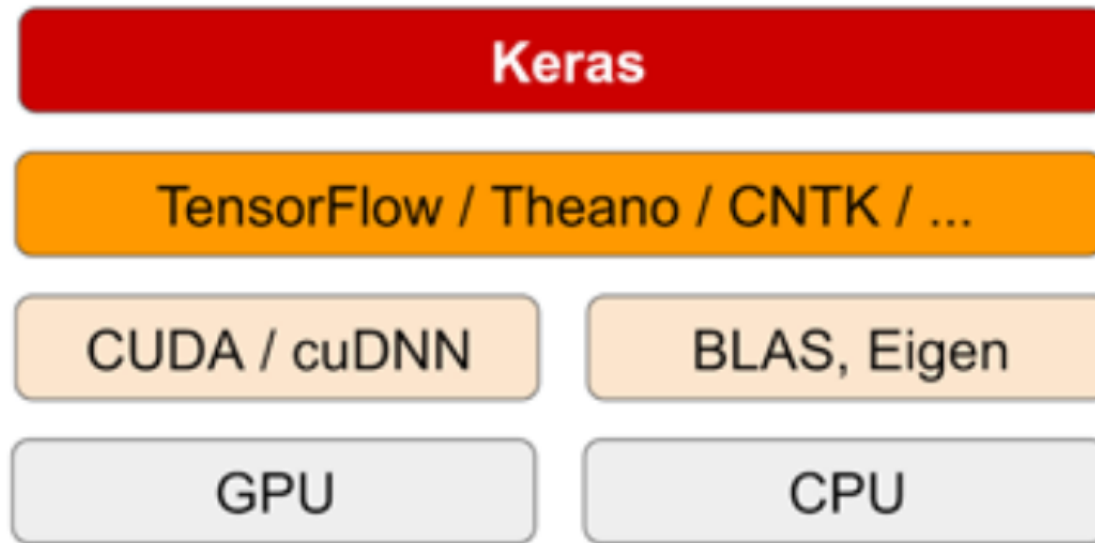 Keras
TensorFlow / Theano / CNTK / ...
CUDA / cuDNN
BLAS, Eigen
GPU
CPU